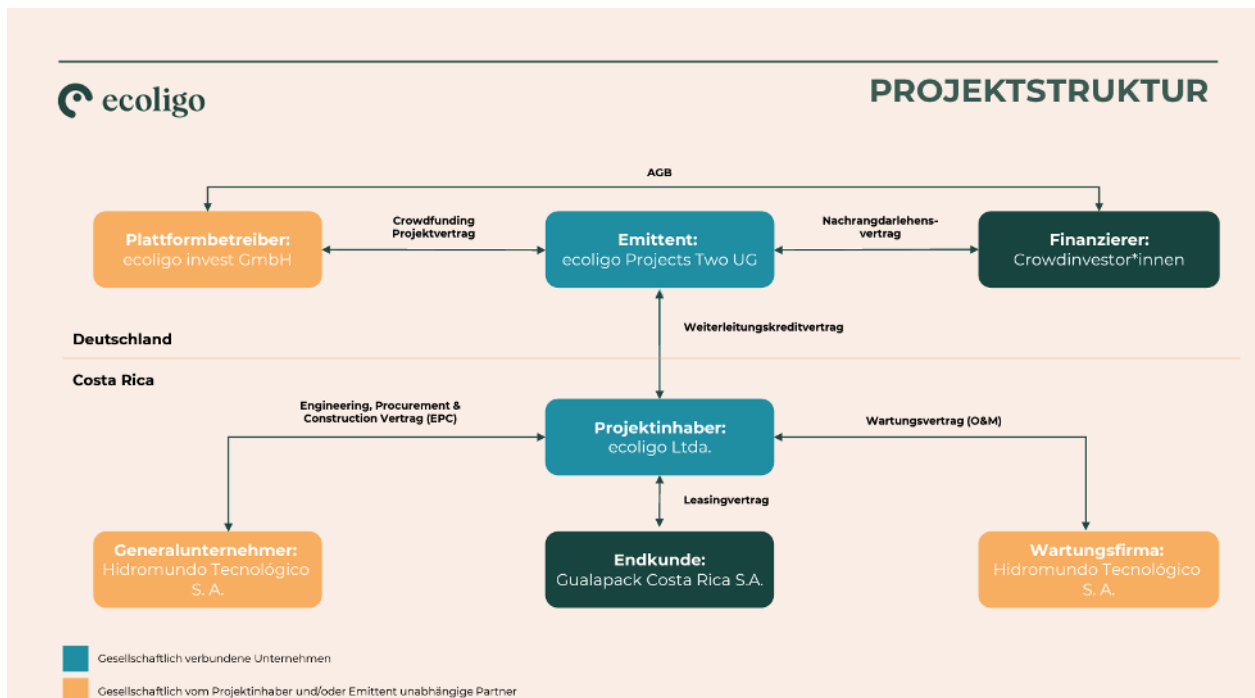 ecoligo
PROJEKTSTRUKTUR
AGB
Plattformbetreiber:
ecoligo invest GmbH
Crowdfunding
Projektvertrag
Emittent:
ecoligo Projects Two UG
Nachrangdarlehens-
vertrag
Finanzierer:
Crowdinvestor*innen
Weiterleitungskreditvertrag
Deutschland
Costa Rica
Engineering, Procurement &
Construction Vertrag (EPC)
Projektinhaber:
ecoligo Ltda.
Wartungsvertrag (O&M)
Leasingvertrag
Generalunternehmer:
Hidromundo Tecnológico
S. A.
Endkunde:
Gualapack Costa Rica S.A.
Wartungsfirma:
Hidromundo Tecnológico
S. A.
Gesellschaftlich verbundene Unternehmen
Gesellschaftlich vom Projektinhaber und/oder Emittent unabhängige Partner